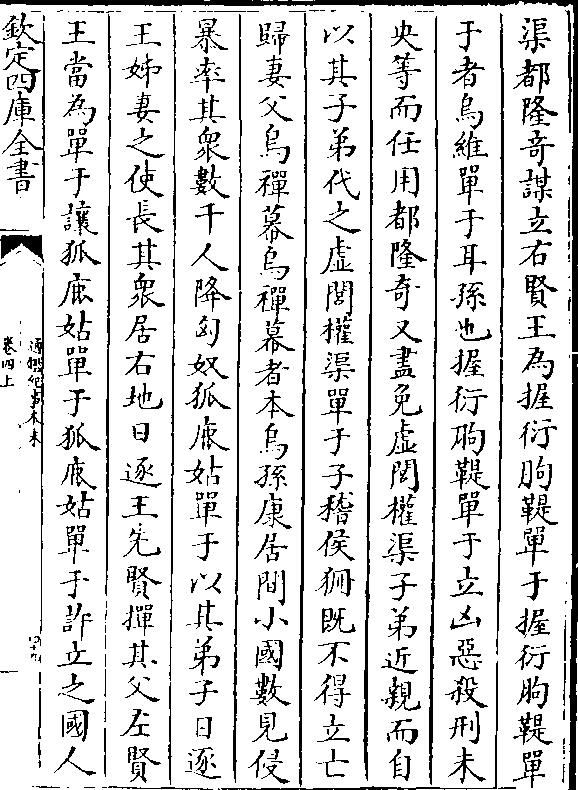 渠都隆奇謀立右賢王為握衍朐鞮單于握衍朐鞮單
于者烏維單于耳孫也握衍朐鞮單于立凶惡殺刑未
央等而任用都隆奇又盡免虛閭權渠子弟近親而自
以其子弟代之虛閭權渠單于子稽侯狦既不得立亡
歸妻父烏禪幕烏禪幕者本烏孫康居間小國數見侵
暴率其衆數千人降匈奴狐鹿姑單于以其弟子日逐
王姊妻之使長其衆居右地日逐王先賢撣其父左賢
王當為單于讓狐鹿姑單于狐鹿姑單于許立之國人
欽定四庫全書
通鑑紀事本末
卷四上